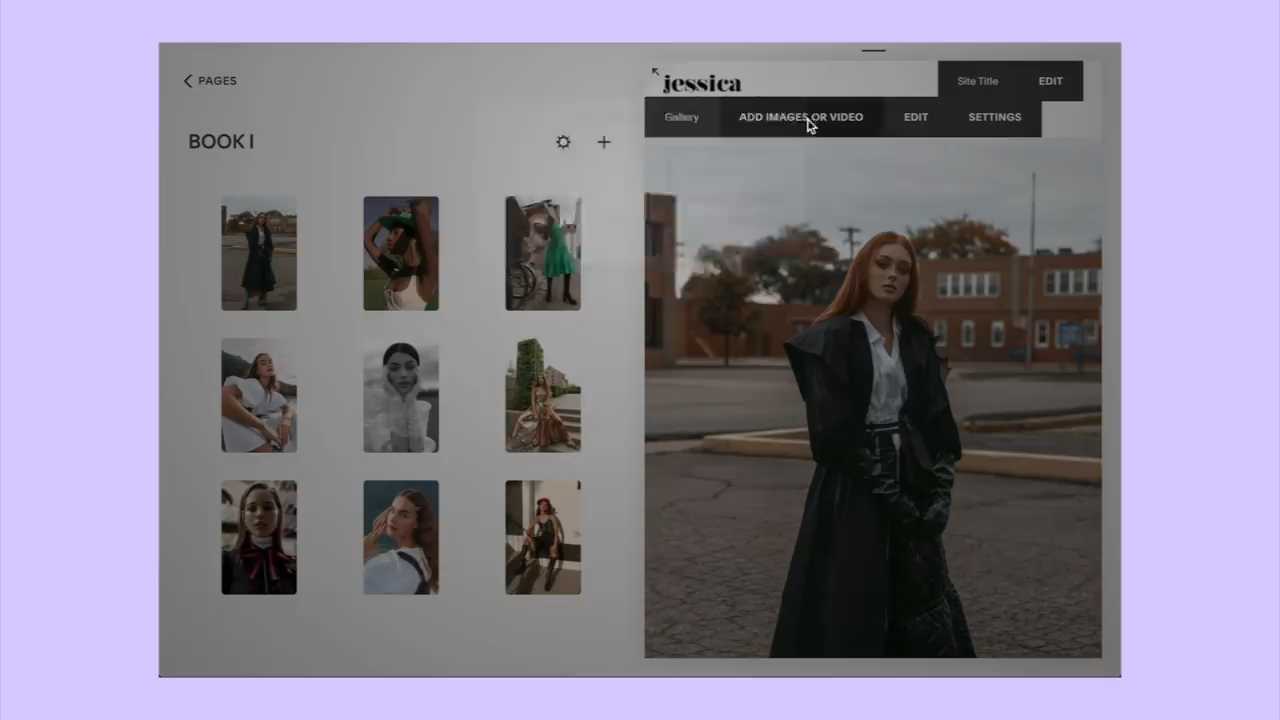 PAGES
BOOK I
jessica
Site Title EDIT
Gallery ADD IMAGES OR VIDEO EDIT SETTINGS